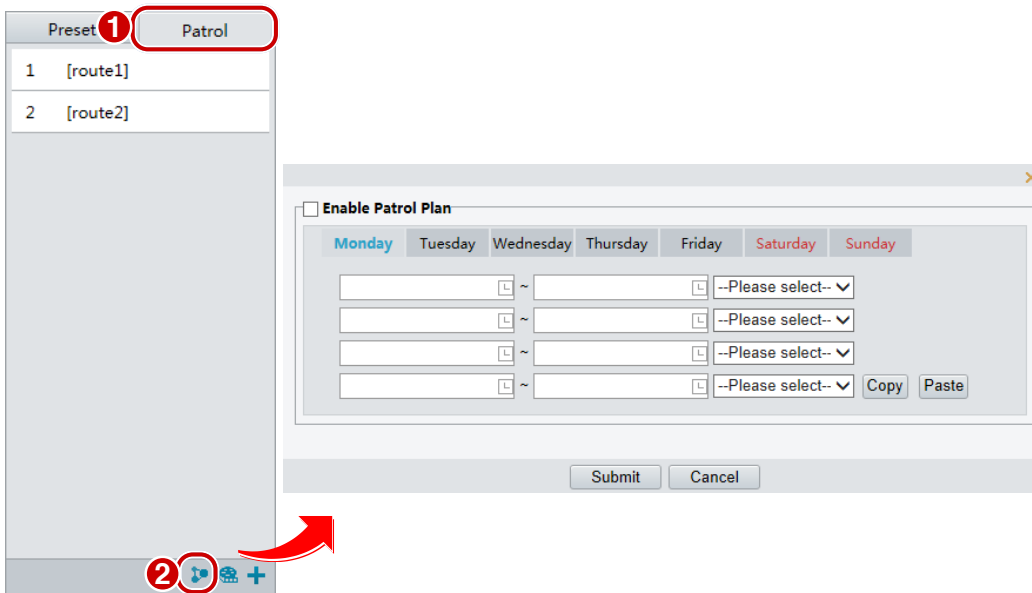 Preset 1 Patrol
1 [route1]
2 [route2]
Enable Patrol Plan
Monday Tuesday Wednesday Thursday Friday Saturday Sunday
~ --Please select--
~ --Please select--
~ --Please select--
~ --Please select-- Copy Paste
Submit Cancel
2